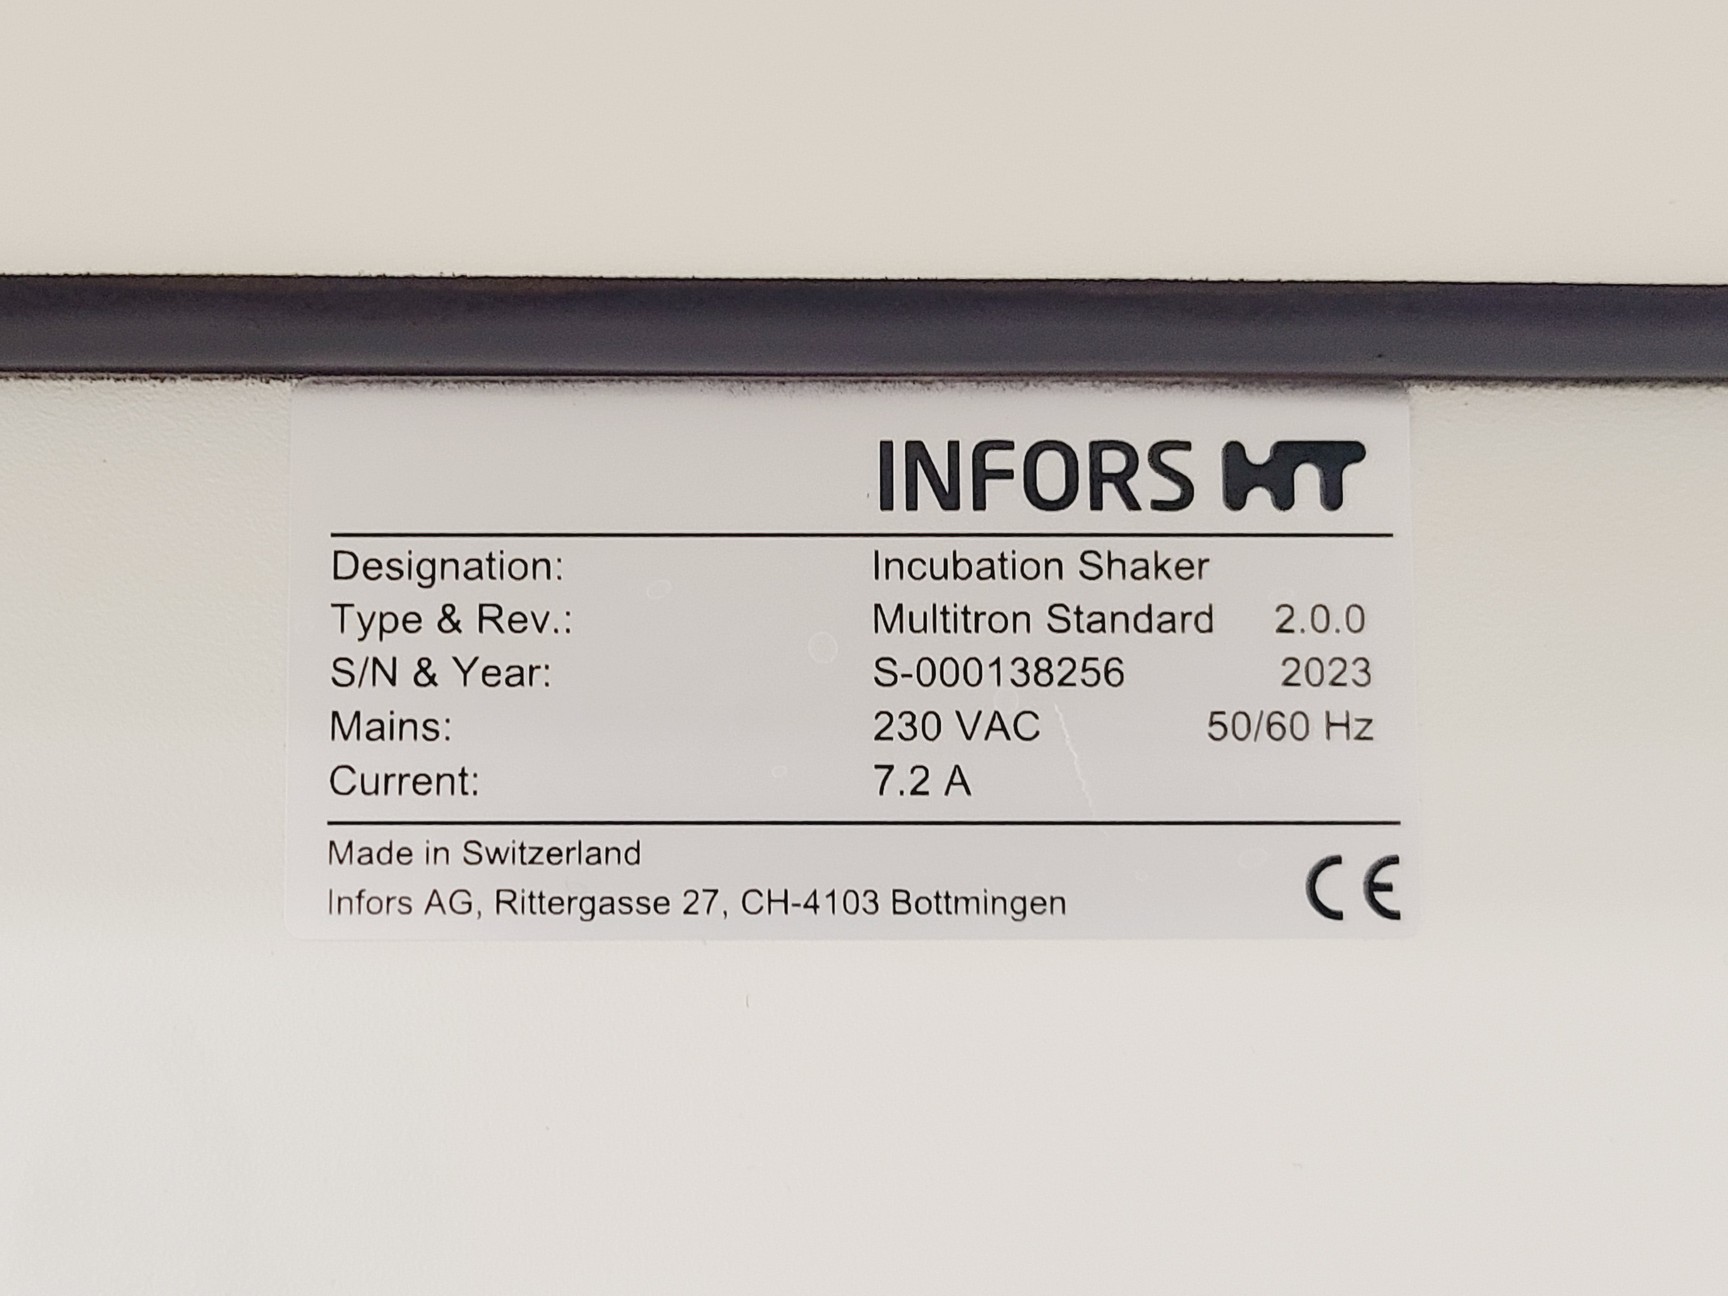 INFORS HT
Designation: Incubation Shaker
Type & Rev.: Multitron Standard 2.0.0
S/N & Year: S-000138256 2023
Mains: 230 VAC 50/60 Hz
Current: 7.2 A
Made in Switzerland
Infors AG, Rittergasse 27, CH-4103 Bottmingen
CE